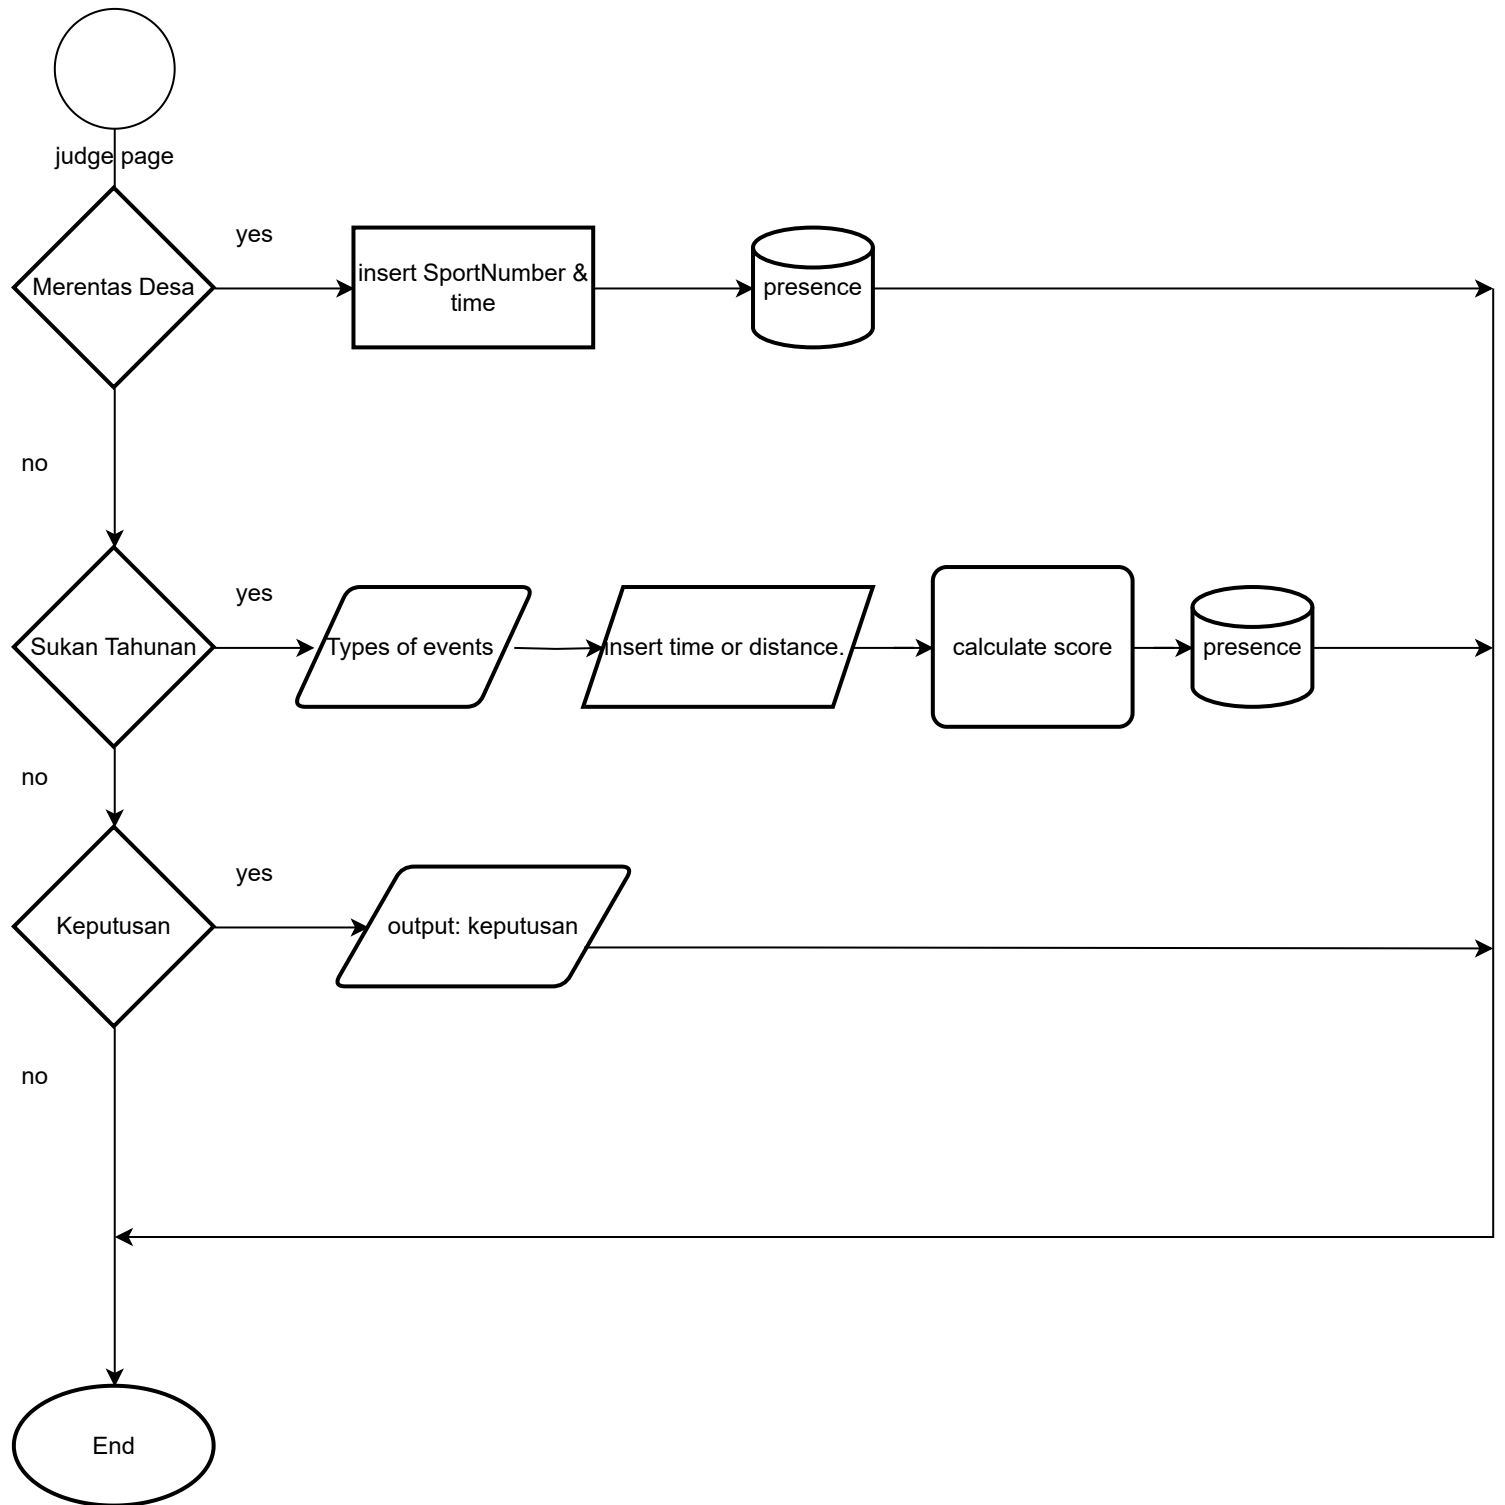 judge page
yes
Merentas Desa
insert SportNumber &
time
presence
no
yes
Sukan Tahunan
Types of events
insert time or distance.
calculate score
presence
no
yes
Keputusan
output: keputusan
no
End